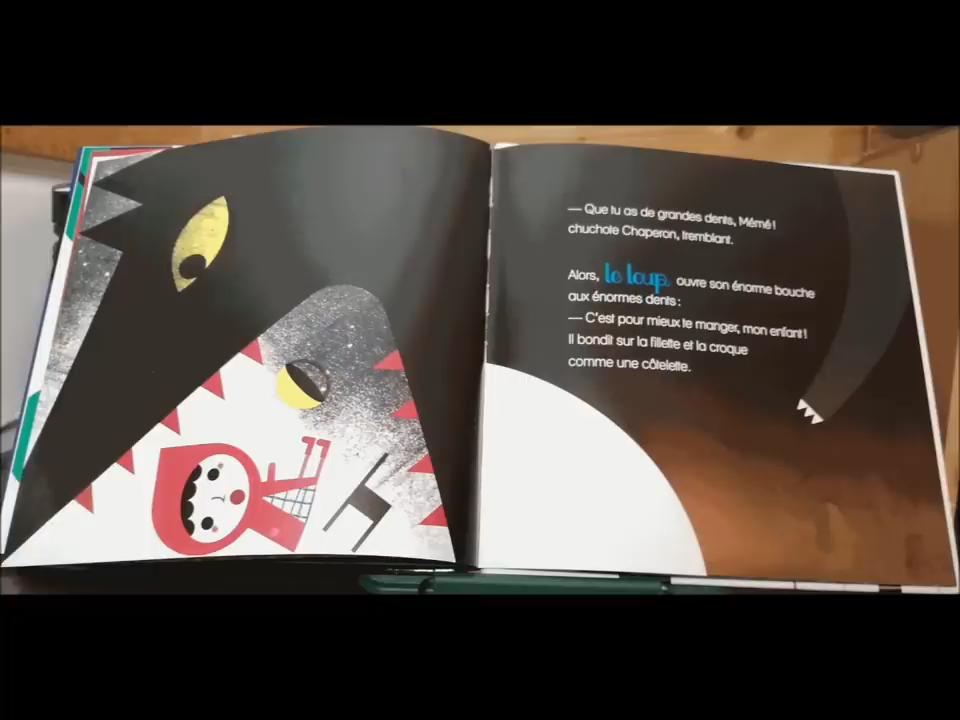 — Que tu as de grandes dents, Mémé !
chuchote Chaperon, tremblant.
Alors, le loup ouvre son énorme bouche
aux énormes dents :
— C'est pour mieux te manger, mon enfant !
Il bondit sur la fillette et la croque
comme une côtelette.